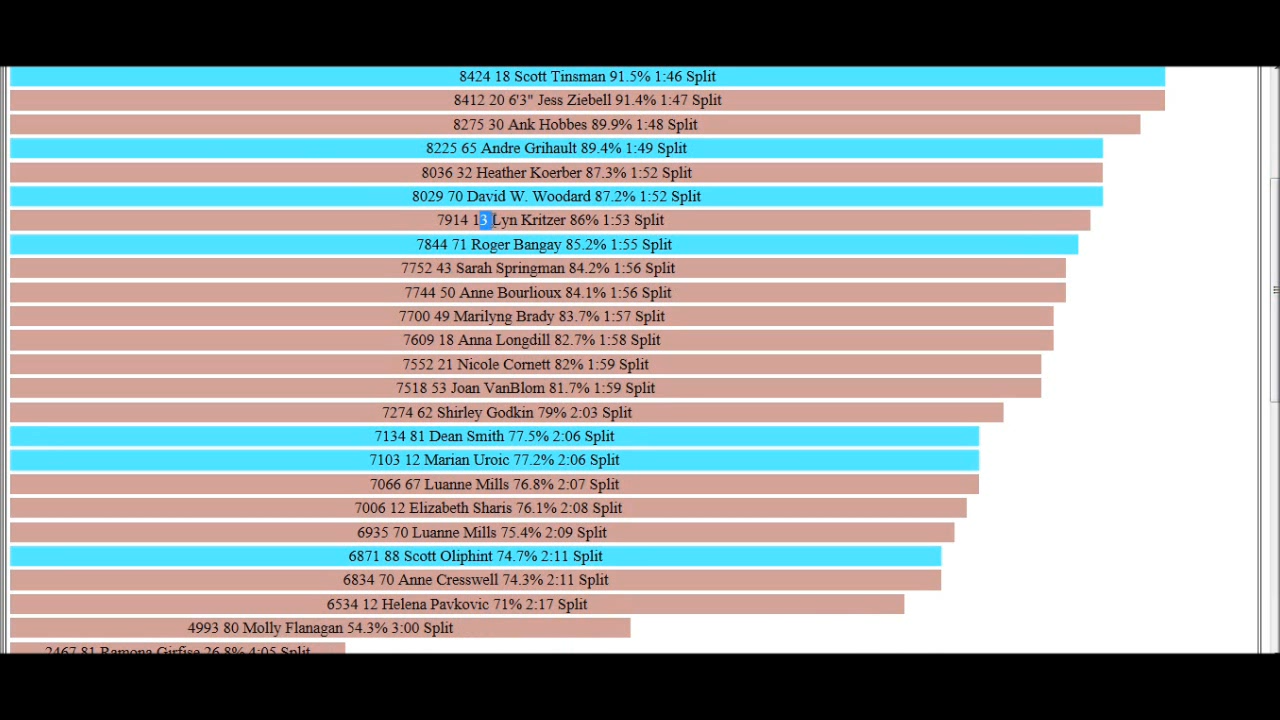 8424 18 Scott Tinsman 91.5% 1:46 Split
8412 20 6'3" Jess Ziebell 91.4% 1:47 Split
8275 30 Ank Hobbes 89.9% 1:48 Split
8225 65 Andre Grihault 89.4% 1:49 Split
8036 32 Heather Koerber 87.3% 1:52 Split
8029 70 David W. Woodard 87.2% 1:52 Split
7914 13 Lyn Kritzer 86% 1:53 Split
7844 71 Roger Bangay 85.2% 1:55 Split
7752 43 Sarah Springman 84.2% 1:56 Split
7744 50 Anne Bourlioux 84.1% 1:56 Split
7700 49 Marilyng Brady 83.7% 1:57 Split
7609 18 Anna Longdill 82.7% 1:58 Split
7552 21 Nicole Cornett 82% 1:59 Split
7518 53 Joan VanBlom 81.7% 1:59 Split
7274 62 Shirley Godkin 79% 2:03 Split
7134 81 Dean Smith 77.5% 2:06 Split
7103 12 Marian Uroic 77.2% 2:06 Split
7066 67 Luanne Mills 76.8% 2:07 Split
7006 12 Elizabeth Sharis 76.1% 2:08 Split
6935 70 Luanne Mills 75.4% 2:09 Split
6871 88 Scott Oliphint 74.7% 2:11 Split
6834 70 Anne Cresswell 74.3% 2:11 Split
6534 12 Helena Pavkovic 71% 2:17 Split
4993 80 Molly Flanagan 54.3% 3:00 Split
2467 81 Ramona Girfise 26.8% 4:05 Split